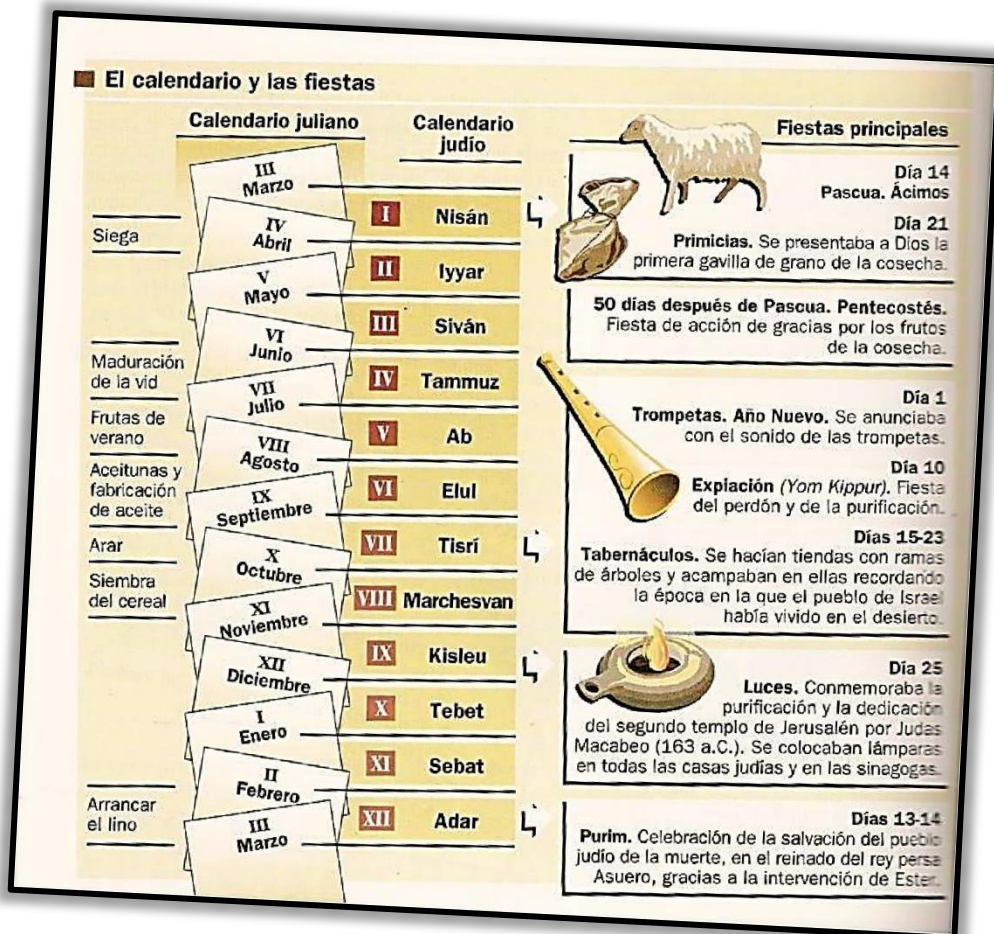 El calendario y las fiestas
Calendario juliano
Calendario
judío
Fiestas principales
III
Marzo
IV
Abril
V
Mayo
VI
Junio
VII
Julio
VIII
Agosto
IX
Septiembre
X
Octubre
XI
Noviembre
XII
Diciembre
I
Enero
II
Febrero
III
Marzo
Siega
Maduración
de la vid
Frutas de
verano
Aceitunas y
fabricación
de aceite
Arar
Siembra
del cereal
Arrancar
el lino
I Nisán
II Iyyar
III Siván
IV Tammuz
V Ab
VI Elul
VII Tisrí
VIII Marchesvan
IX Kisleu
X Tebet
XI Sebat
XII Adar
Día 14
Pascua. Ácimos
Día 21
Primicias. Se presentaba a Dios la
primera gavilla de grano de la cosecha.
50 días después de Pascua. Pentecostés.
Fiesta de acción de gracias por los frutos
de la cosecha.
Día 1
Trompetas. Año Nuevo. Se anunciaba
con el sonido de las trompetas.
Día 10
Expiación (Yom Kippur). Fiesta
del perdón y de la purificación.
Días 15-23
Tabernáculos. Se hacían tiendas con ramas
de árboles y acampaban en ellas recordando
la época en la que el pueblo de Israel
había vivido en el desierto.
Día 25
Luces. Conmemoraba la
purificación y la dedicación
del segundo templo de Jerusalén por Judas
Macabeo (163 a.C.). Se colocaban lámparas
en todas las casas judías y en las sinagogas.
Días 13-14
Purim. Celebración de la salvación del pueblo
judío de la muerte, en el reinado del rey persa
Asuero, gracias a la intervención de Ester.